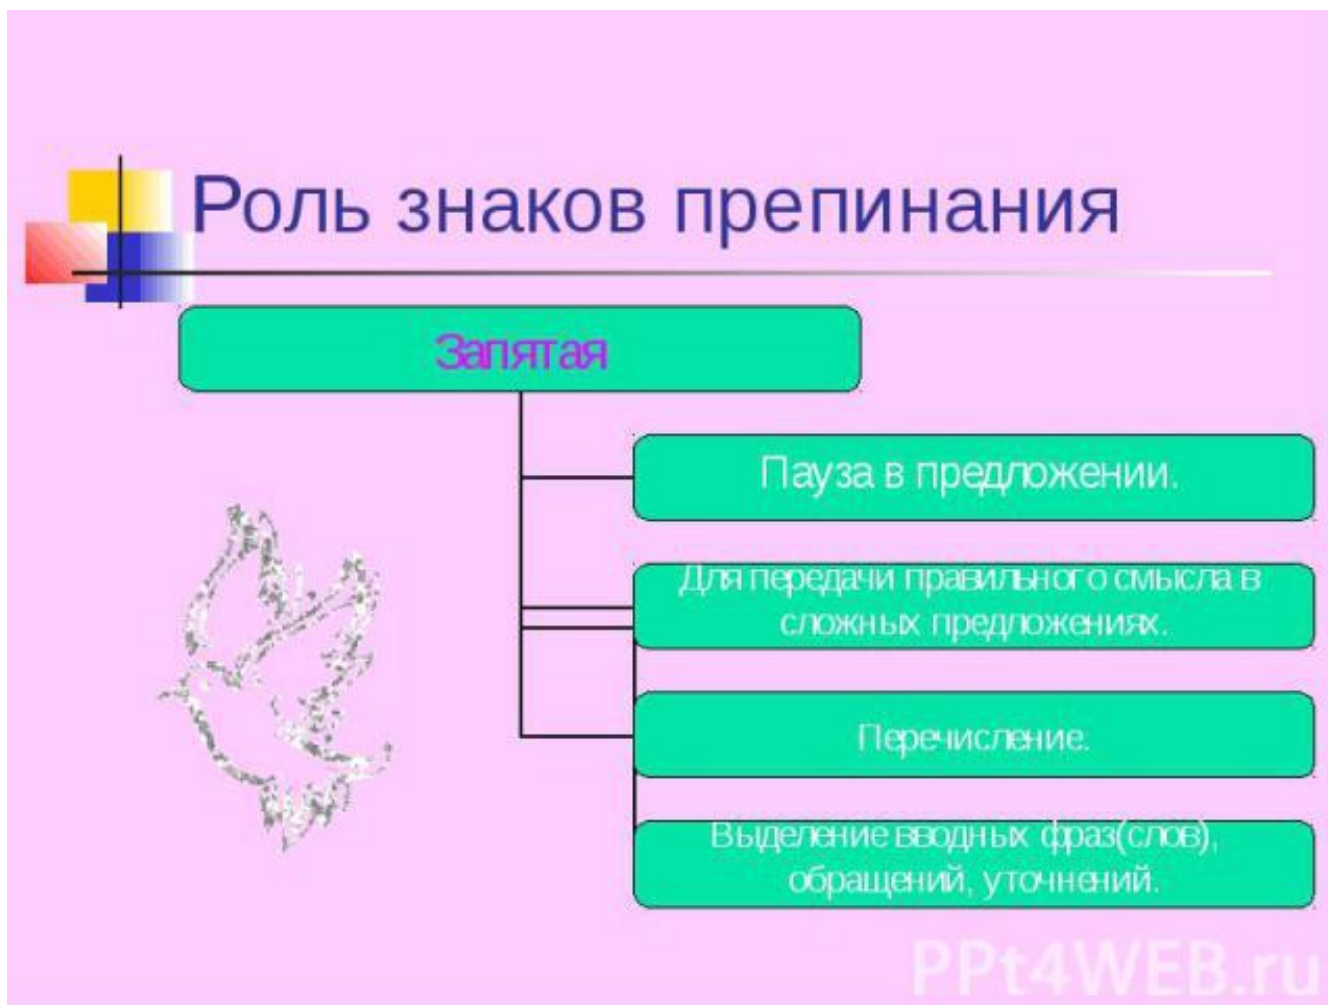 Роль знаков препинания
Запятая
Пауза в предложении.
Для передачи правильного смысла в
сложных предложениях.
Перечисление.
Выделение вводных фраз(слов),
обращений, уточнений.
PPt4WEB.ru